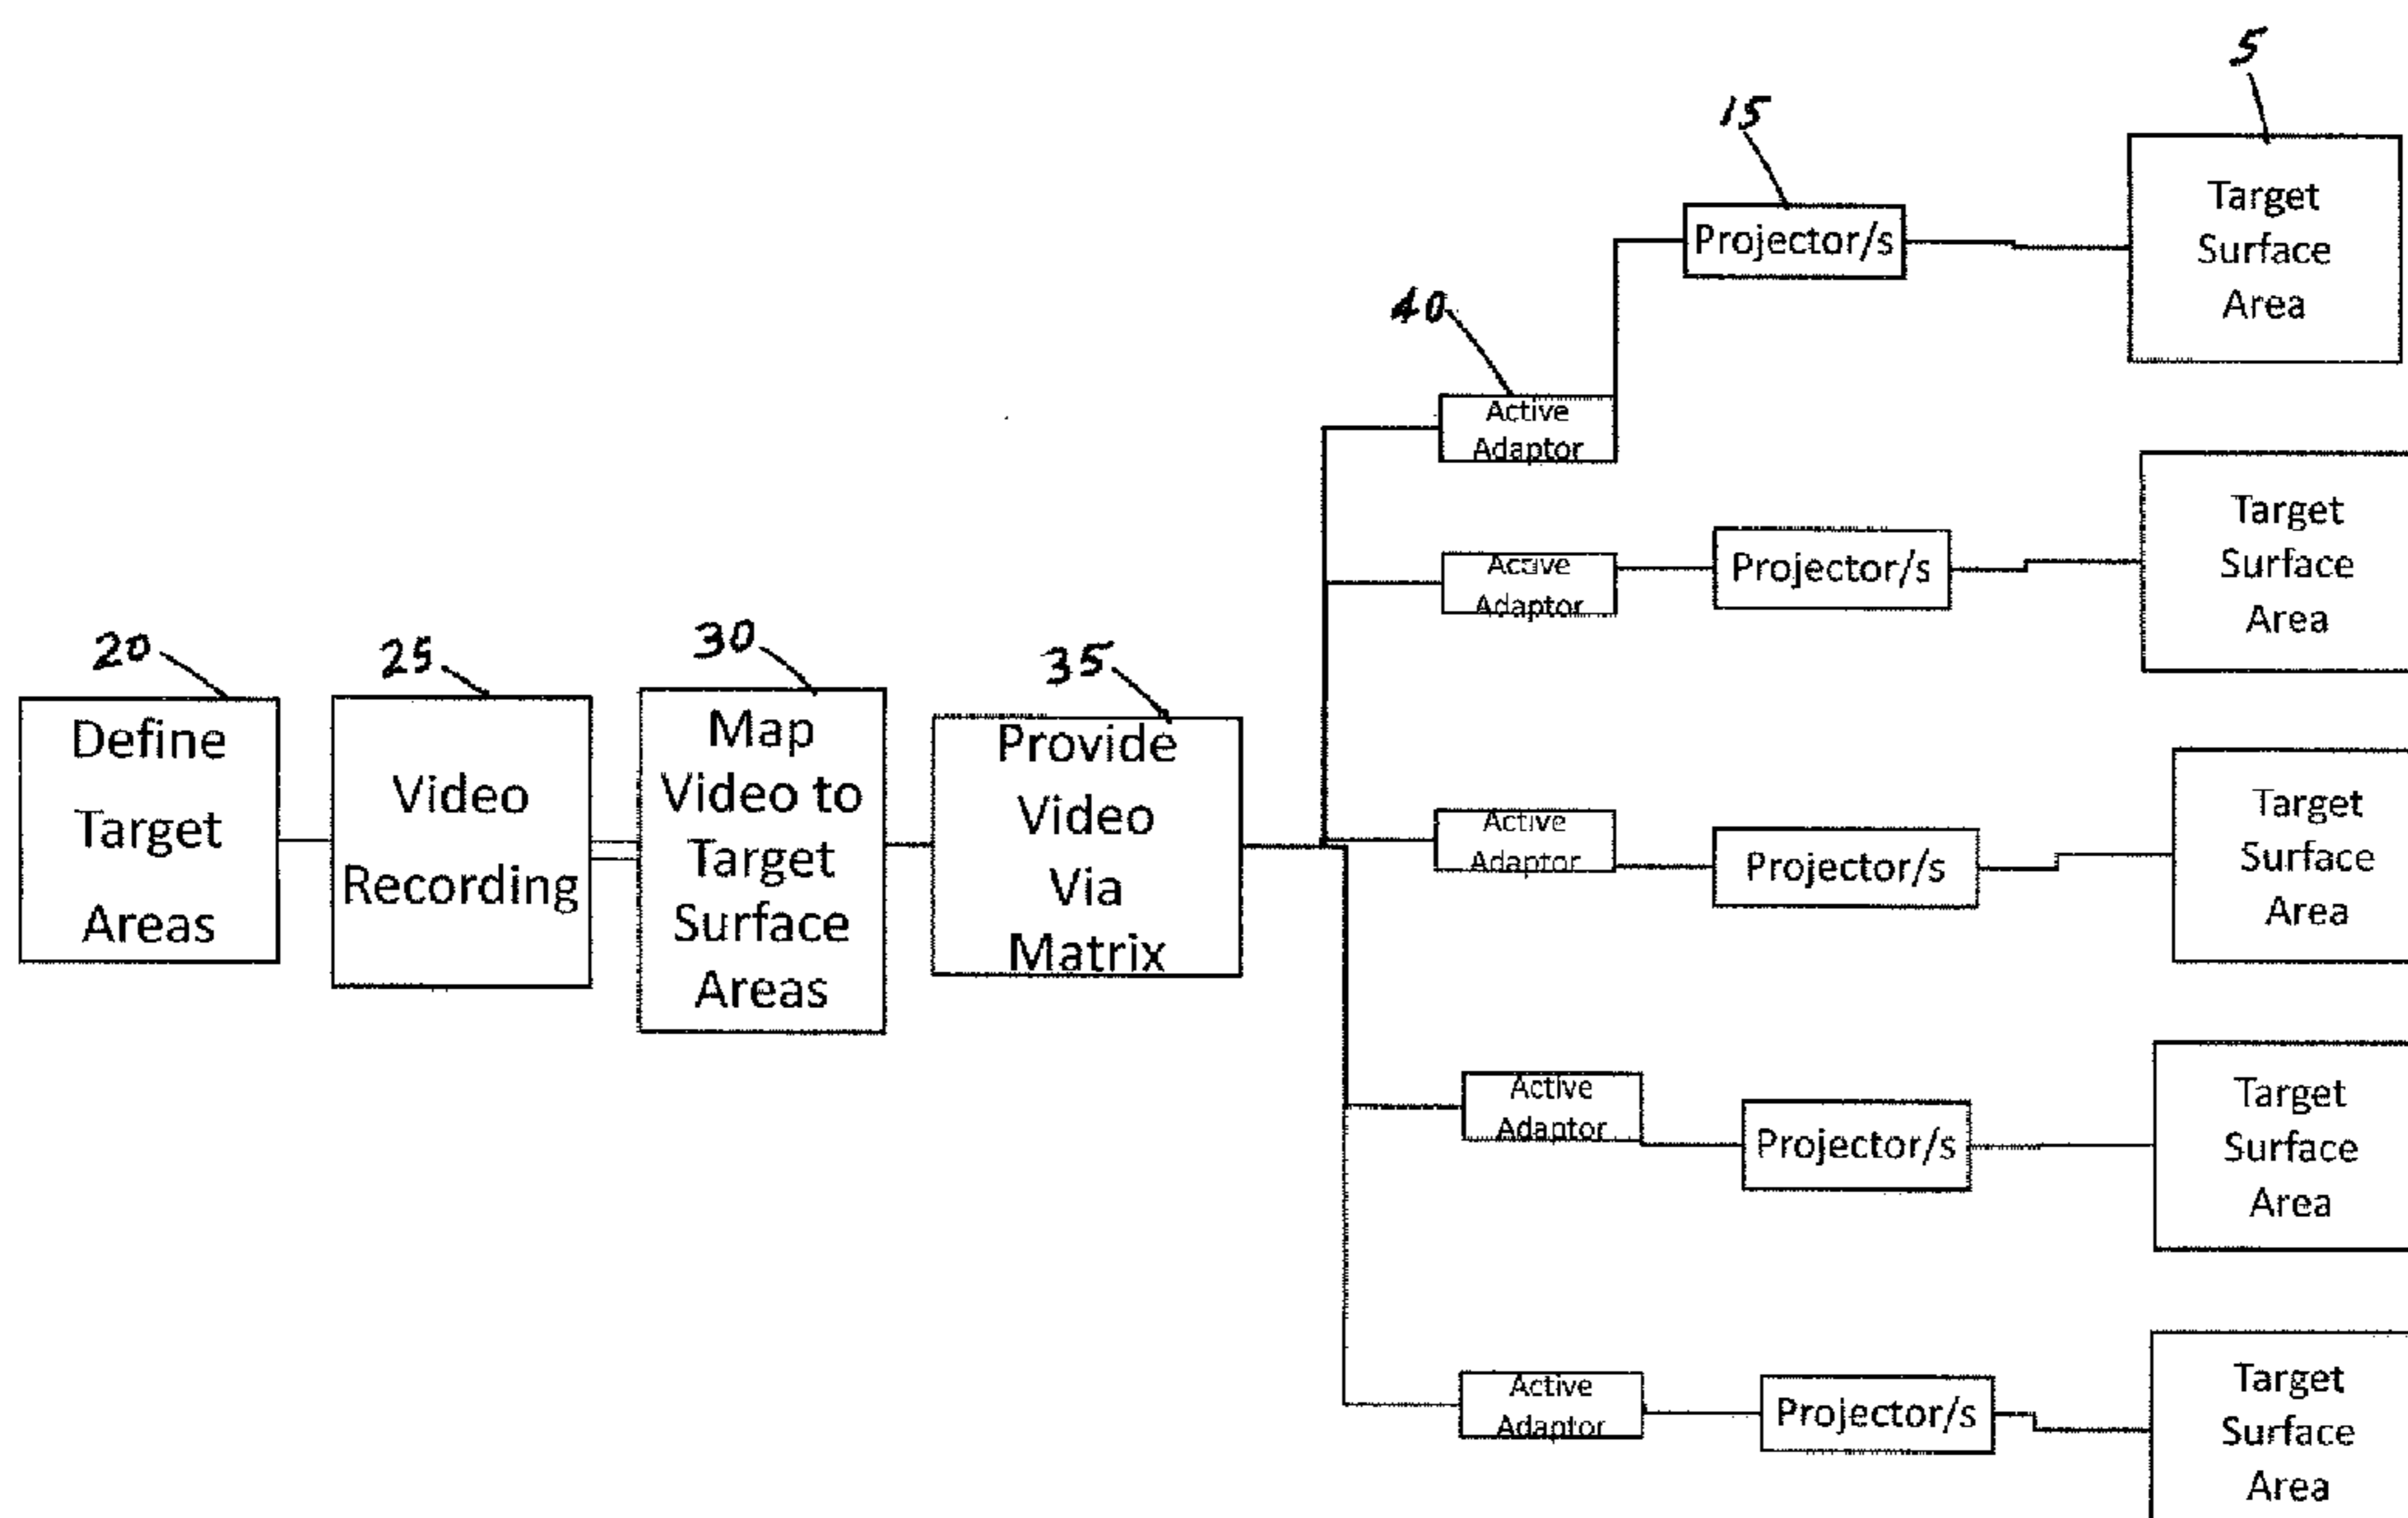 5
15
Target
Surface
Area
Projector/s
40
Active
Adaptor
Target
Surface
Area
Active
Adaptor
Projector/s
20
25
30
35
Define
Target
Areas
Video
Recording
Map
Video to
Target
Surface
Areas
Provide
Video
Via
Matrix
Active
Adaptor
Projector/s
Target
Surface
Area
Active
Adaptor
Projector/s
Target
Surface
Area
Active
Adaptor
Projector/s
Target
Surface
Area